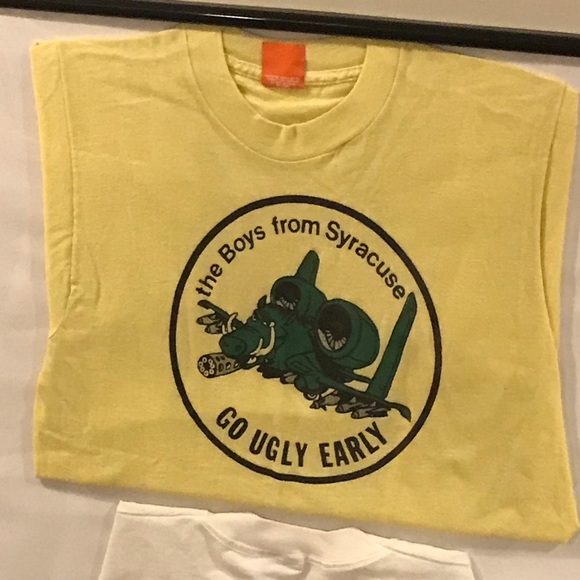 the Boys from Syracuse
GO UGLY EARLY